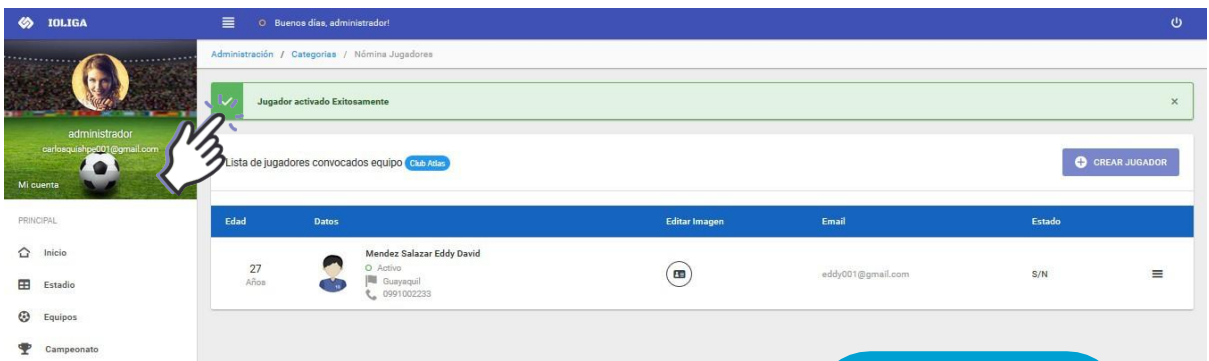 IOLIGA
Buenos días, administrador!
Administración / Categorias / Nómina Jugadores
Jugador activado Exitosamente
administrador
carlosquishpe001@gmail.com
Mi cuenta
Lista de jugadores convocados equipo Club Atlas
CREAR JUGADOR
PRINCIPAL
Edad Datos Editar Imagen Email Estado
Mendez Salazar Eddy David
27 Activo
Años Guayaquil
0991002233
eddy001@gmail.com S/N
Inicio
Estadio
Equipos
Campeonato